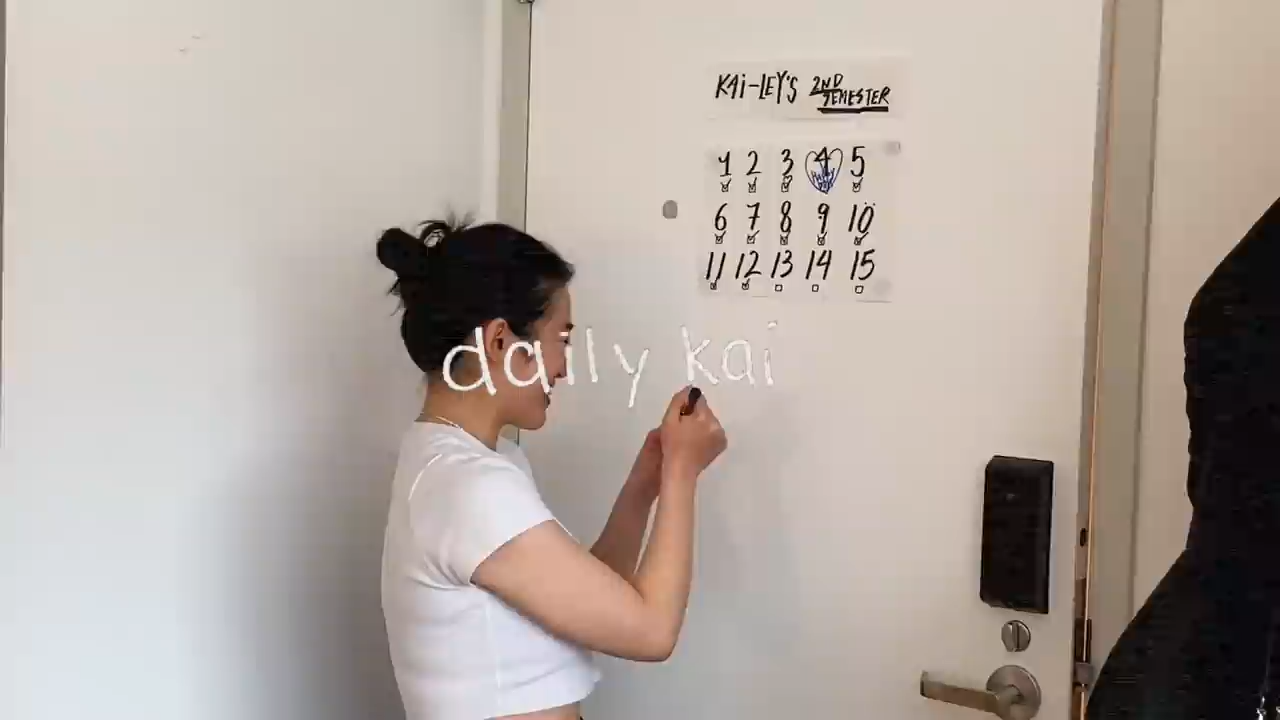 KAi-LEY'S 2ND
SEMESTER
1 2 3 4 5
6 7 8 9 10
11 12 13 14 15
daily kai